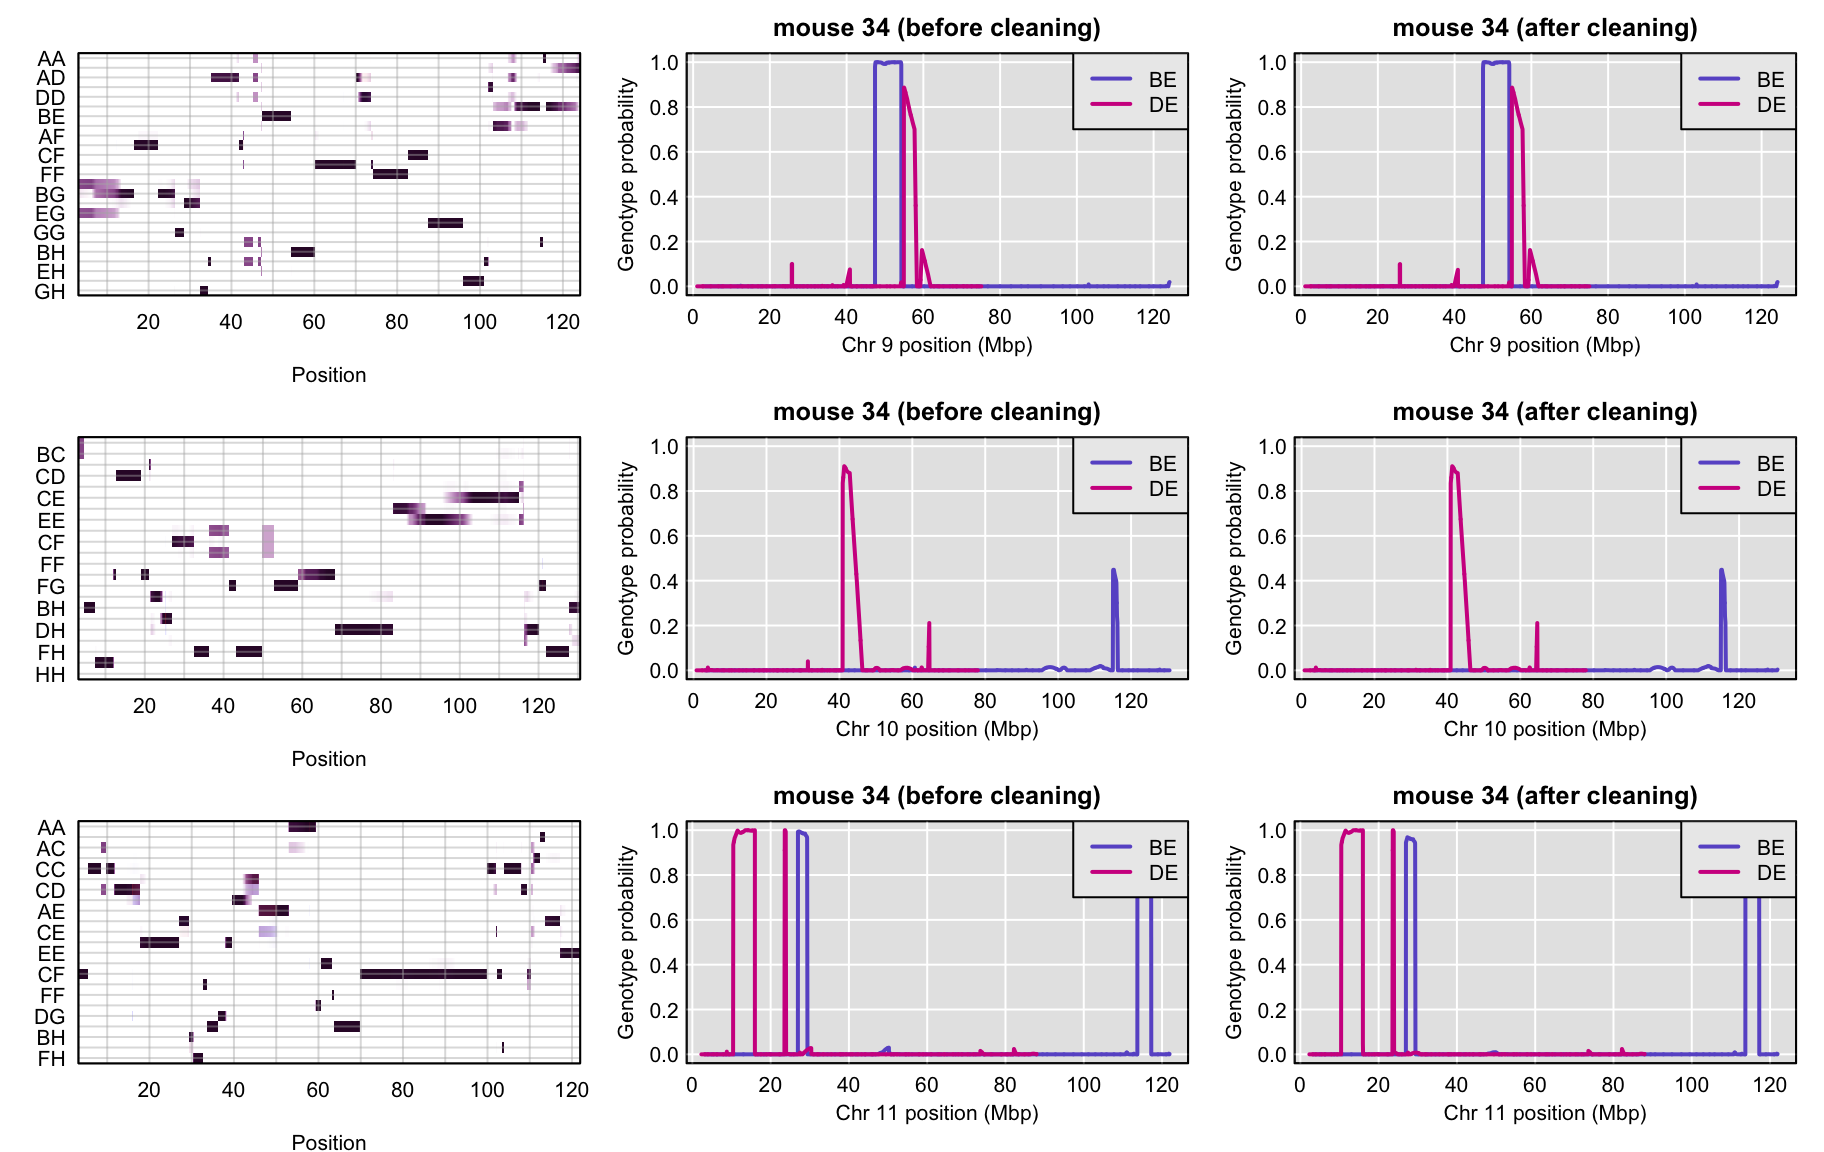 AA
AD
DD
BE
AF
CF
FF
BG
EG
GG
BH
EH
GH
20 40 60 80 100 120
Position
mouse 34 (before cleaning)
1.0
0.8
0.6
0.4
0.2
0.0
Genotype probability
BE
DE
0 20 40 60 80 100 120
Chr 9 position (Mbp)
mouse 34 (after cleaning)
1.0
0.8
0.6
0.4
0.2
0.0
Genotype probability
BE
DE
0 20 40 60 80 100 120
Chr 9 position (Mbp)
BC
CD
CE
EE
CF
FF
FG
BH
DH
FH
HH
20 40 60 80 100 120
Position
mouse 34 (before cleaning)
1.0
0.8
0.6
0.4
0.2
0.0
Genotype probability
BE
DE
0 20 40 60 80 100 120
Chr 10 position (Mbp)
mouse 34 (after cleaning)
1.0
0.8
0.6
0.4
0.2
0.0
Genotype probability
BE
DE
0 20 40 60 80 100 120
Chr 10 position (Mbp)
AA
AC
CC
CD
AE
CE
EE
CF
FF
DG
BH
FH
20 40 60 80 100 120
Position
mouse 34 (before cleaning)
1.0
0.8
0.6
0.4
0.2
0.0
Genotype probability
BE
DE
0 20 40 60 80 100 120
Chr 11 position (Mbp)
mouse 34 (after cleaning)
1.0
0.8
0.6
0.4
0.2
0.0
Genotype probability
BE
DE
0 20 40 60 80 100 120
Chr 11 position (Mbp)